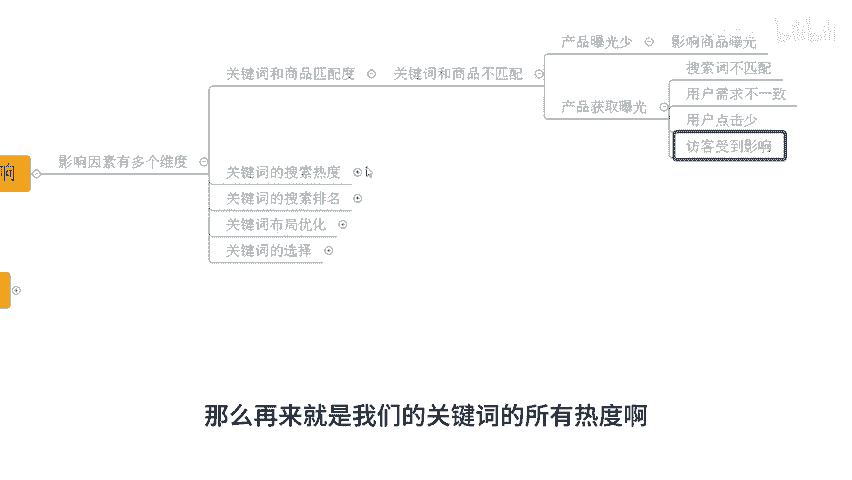 bilibili
产品曝光少
影响商品曝光
关键词和商品匹配度
关键词和商品不匹配
搜索词不匹配
用户需求不一致
产品获取曝光
用户点击少
访客受到影响
响
影响因素有多个维度
关键词的搜索热度
关键词的搜索排名
关键词布局优化
关键词的选择
那么再来就是我们的关键词的所有热度啊